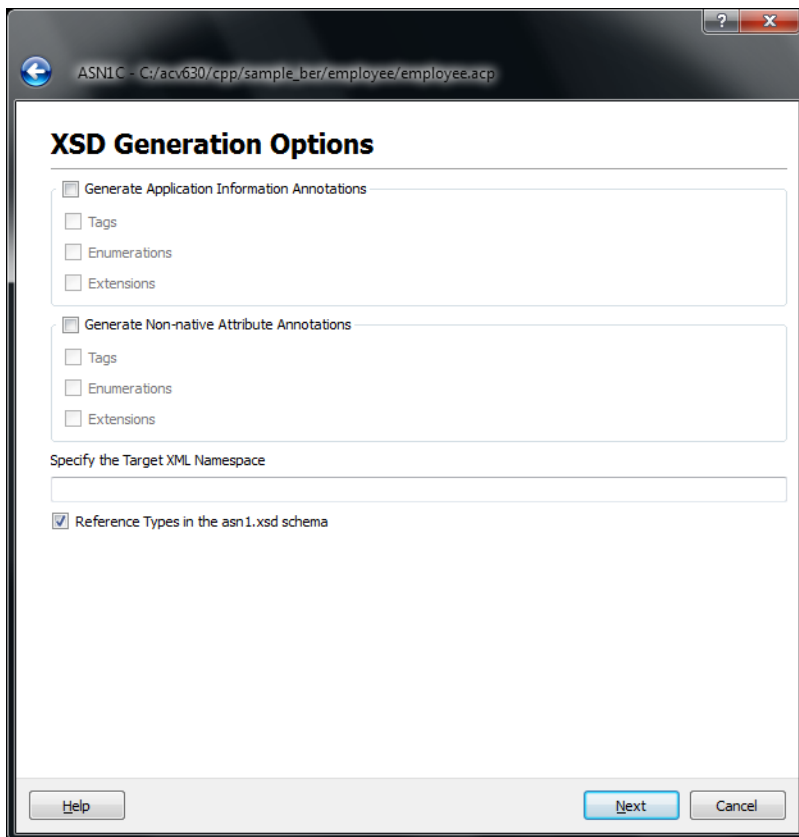 ?
X
ASN1C - C:/acv630/cpp/sample_ber/employee/employee.acp
XSD Generation Options
Generate Application Information Annotations
Tags
Enumerations
Extensions
Generate Non-native Attribute Annotations
Tags
Enumerations
Extensions
Specify the Target XML Namespace
Reference Types in the asn1.xsd schema
Help Next Cancel